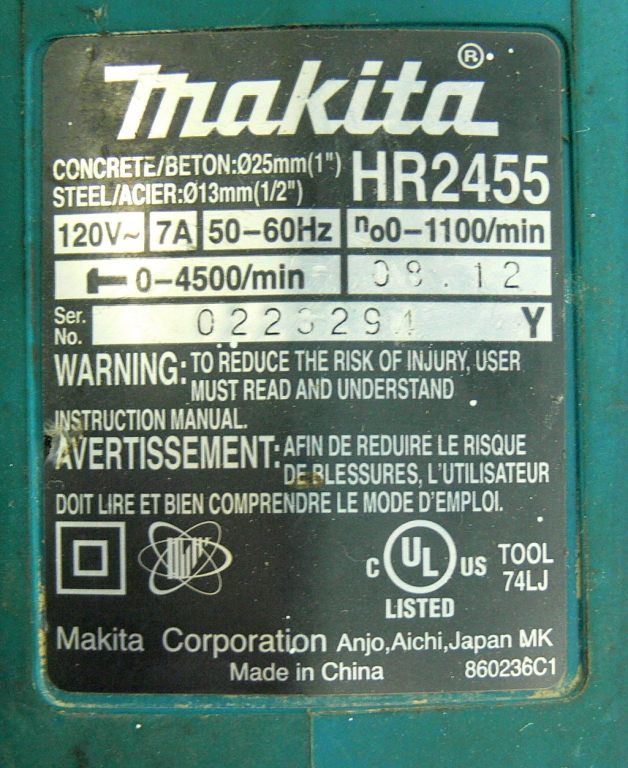 makita®
CONCRETE/BETON:Ø25mm(1") HR2455
STEEL/ACIER:Ø13mm(1/2")
120V~ 7A 50-60Hz no0-1100/min
0-4500/min 08.12
Ser. No. 0223294 Y
WARNING: TO REDUCE THE RISK OF INJURY, USER
MUST READ AND UNDERSTAND
INSTRUCTION MANUAL.
AVERTISSEMENT: AFIN DE REDUIRE LE RISQUE
DE BLESSURES, L'UTILISATEUR
DOIT LIRE ET BIEN COMPRENDRE LE MODE D'EMPLOI.
C UL US TOOL
74LJ
LISTED
Makita Corporation Anjo,Aichi,Japan MK
Made in China 860236C1